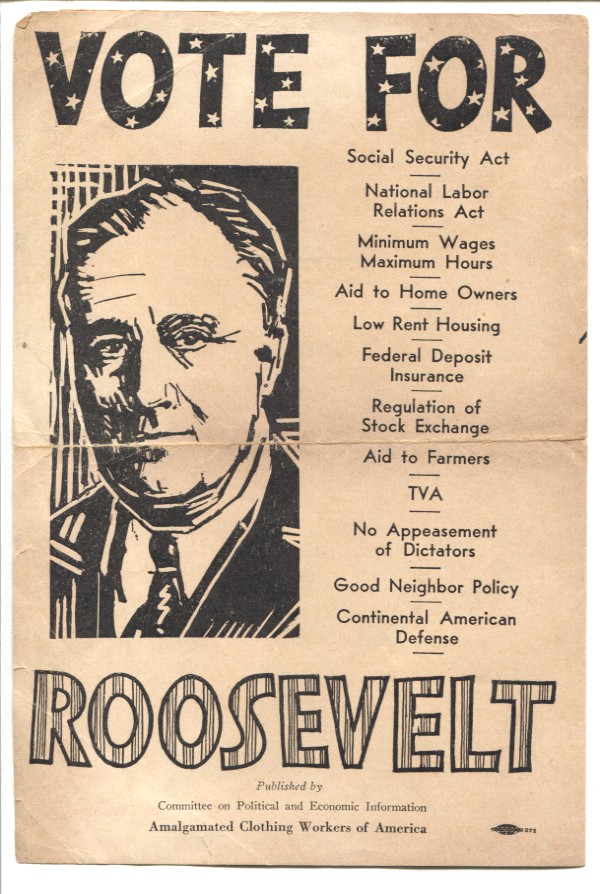 VOTE FOR
Social Security Act
National Labor
Relations Act
Minimum Wages
Maximum Hours
Aid to Home Owners
Low Rent Housing
Federal Deposit
Insurance
Regulation of
Stock Exchange
Aid to Farmers
TVA
No Appeasement
of Dictators
Good Neighbor Policy
Continental American
Defense
ROOSEVELT
Published by
Committee on Political and Economic Information
Amalgamated Clothing Workers of America